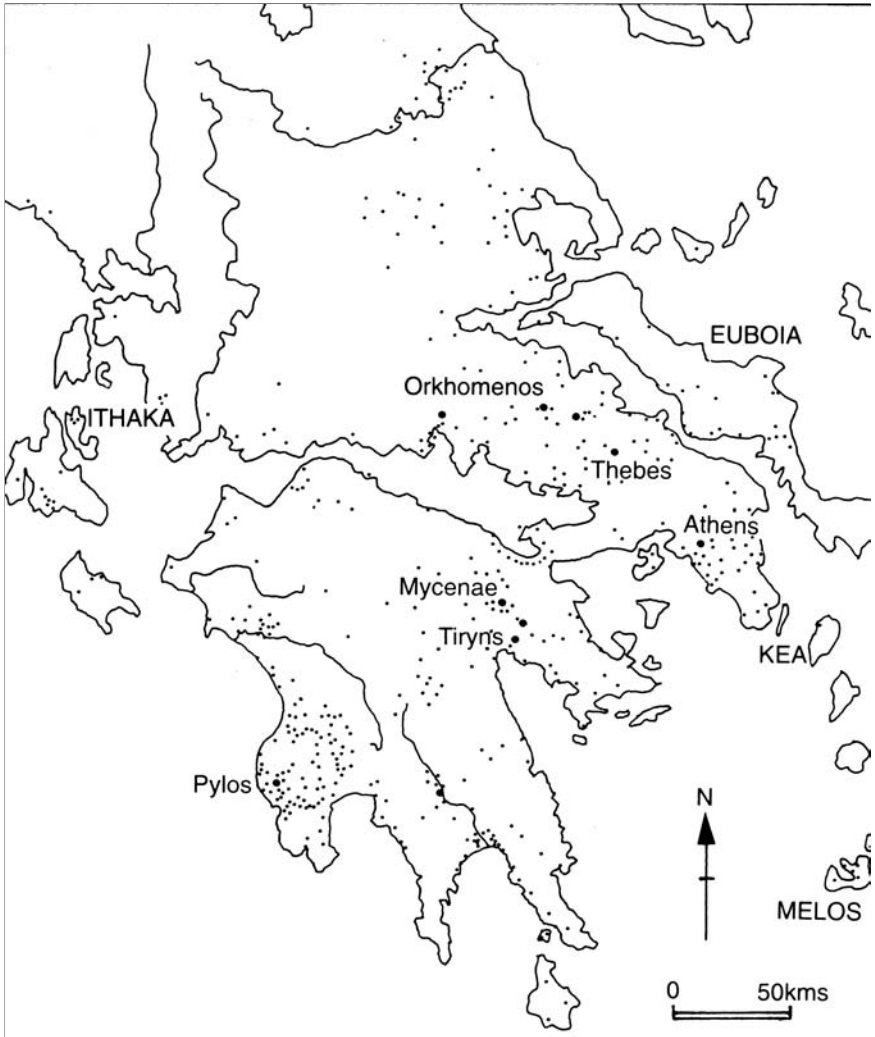 EUBOIA
Orkhomenos
ITHAKA
Thebes
Athens
Mycenae
Tiryns
KEA
Pylos
N
MELOS
0 50kms